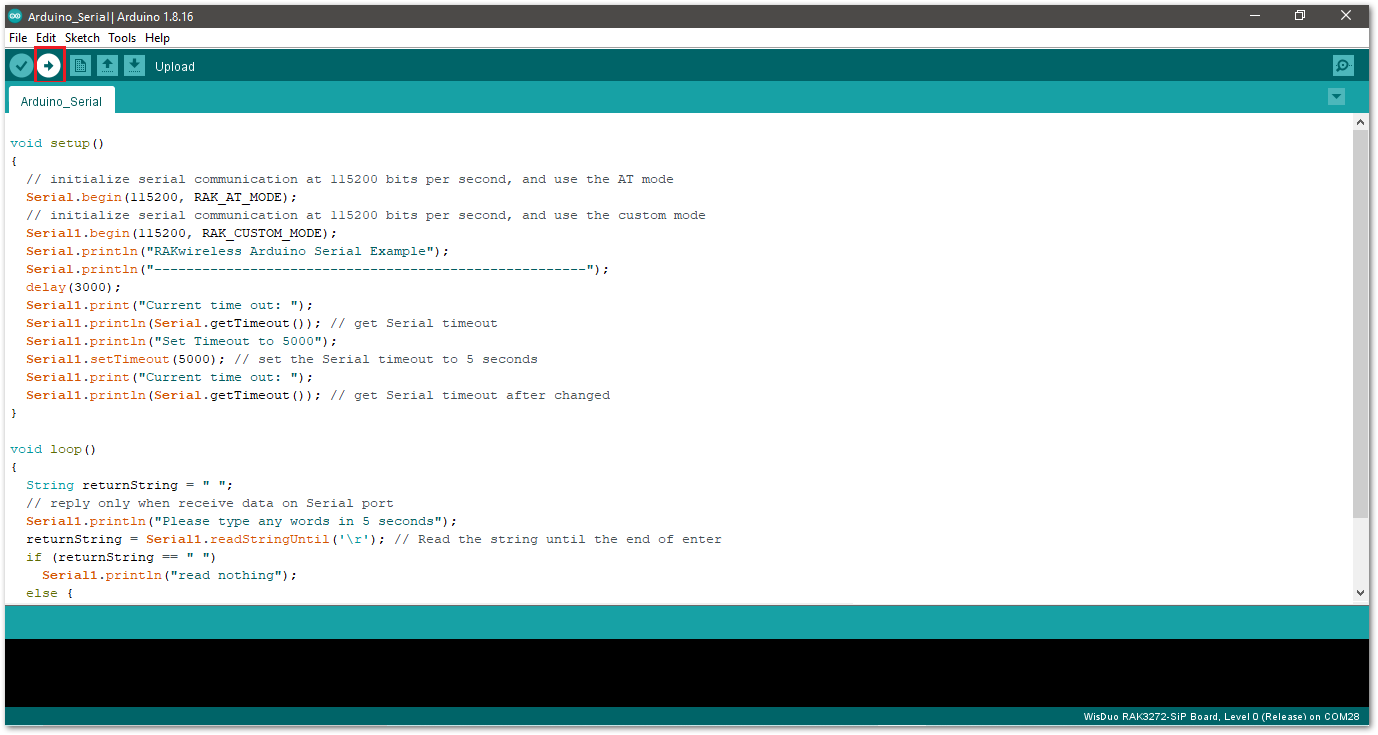 Arduino_Serial | Arduino 1.8.16
File Edit Sketch Tools Help
Upload
Arduino_Serial
void setup()
{
  // initialize serial communication at 115200 bits per second, and use the AT mode
  Serial.begin(115200, RAK_AT_MODE);
  // initialize serial communication at 115200 bits per second, and use the custom mode
  Serial1.begin(115200, RAK_CUSTOM_MODE);
  Serial.println("RAKwireless Arduino Serial Example");
  Serial.println("------------------------------------------------------");
  delay(3000);
  Serial1.print("Current time out: ");
  Serial1.println(Serial.getTimeout()); // get Serial timeout
  Serial1.println("Set Timeout to 5000");
  Serial1.setTimeout(5000); // set the Serial timeout to 5 seconds
  Serial1.print("Current time out: ");
  Serial1.println(Serial.getTimeout()); // get Serial timeout after changed
}
void loop()
{
  String returnString = " ";
  // reply only when receive data on Serial port
  Serial1.println("Please type any words in 5 seconds");
  returnString = Serial1.readStringUntil('\r'); // Read the string until the end of enter
  if (returnString == " ")
    Serial1.println("read nothing");
  else {
WisDuo RAK3272-SiP Board, Level 0 (Release) on COM28